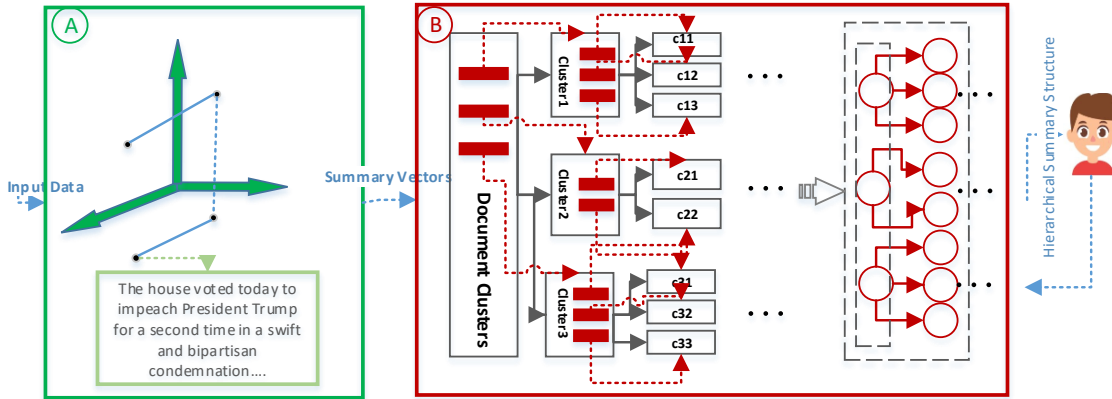 A
B
Input Data
The house voted today to
impeach President Trump
for a second time in a swift
and bipartisan
condemnation....
Summary Vectors
Document Clusters
Cluster1
c11
c12
c13
Cluster2
c21
c22
Cluster3
c31
c32
c33
Hierarchical Summary Structure